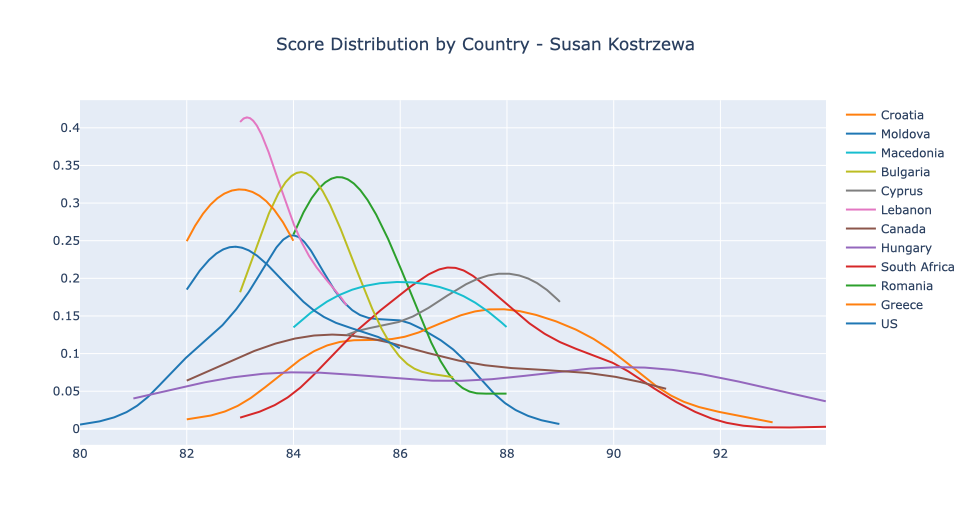 Score Distribution by Country - Susan Kostrzewa
0.4
0.35
0.3
0.25
0.2
0.15
0.1
0.05
0
80 82 84 86 88 90 92
Croatia
Moldova
Macedonia
Bulgaria
Cyprus
Lebanon
Canada
Hungary
South Africa
Romania
Greece
US